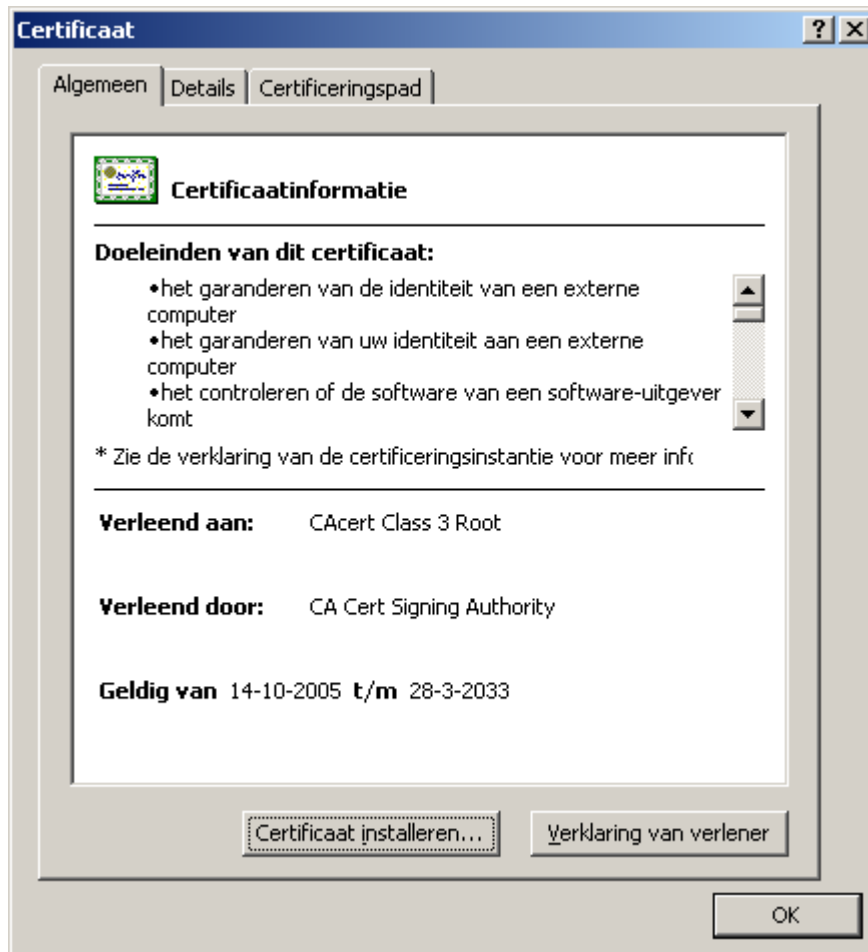 Certificaat
Algemeen Details Certificeringspad
Certificaatinformatie
Doeleinden van dit certificaat:
•het garanderen van de identiteit van een externe
computer
•het garanderen van uw identiteit aan een externe
computer
•het controleren of de software van een software-uitgever
komt
* Zie de verklaring van de certificeringsinstantie voor meer info
Verleend aan: CAcert Class 3 Root
Verleend door: CA Cert Signing Authority
Geldig van 14-10-2005 t/m 28-3-2033
Certificaat installeren... Verklaring van verlener
OK